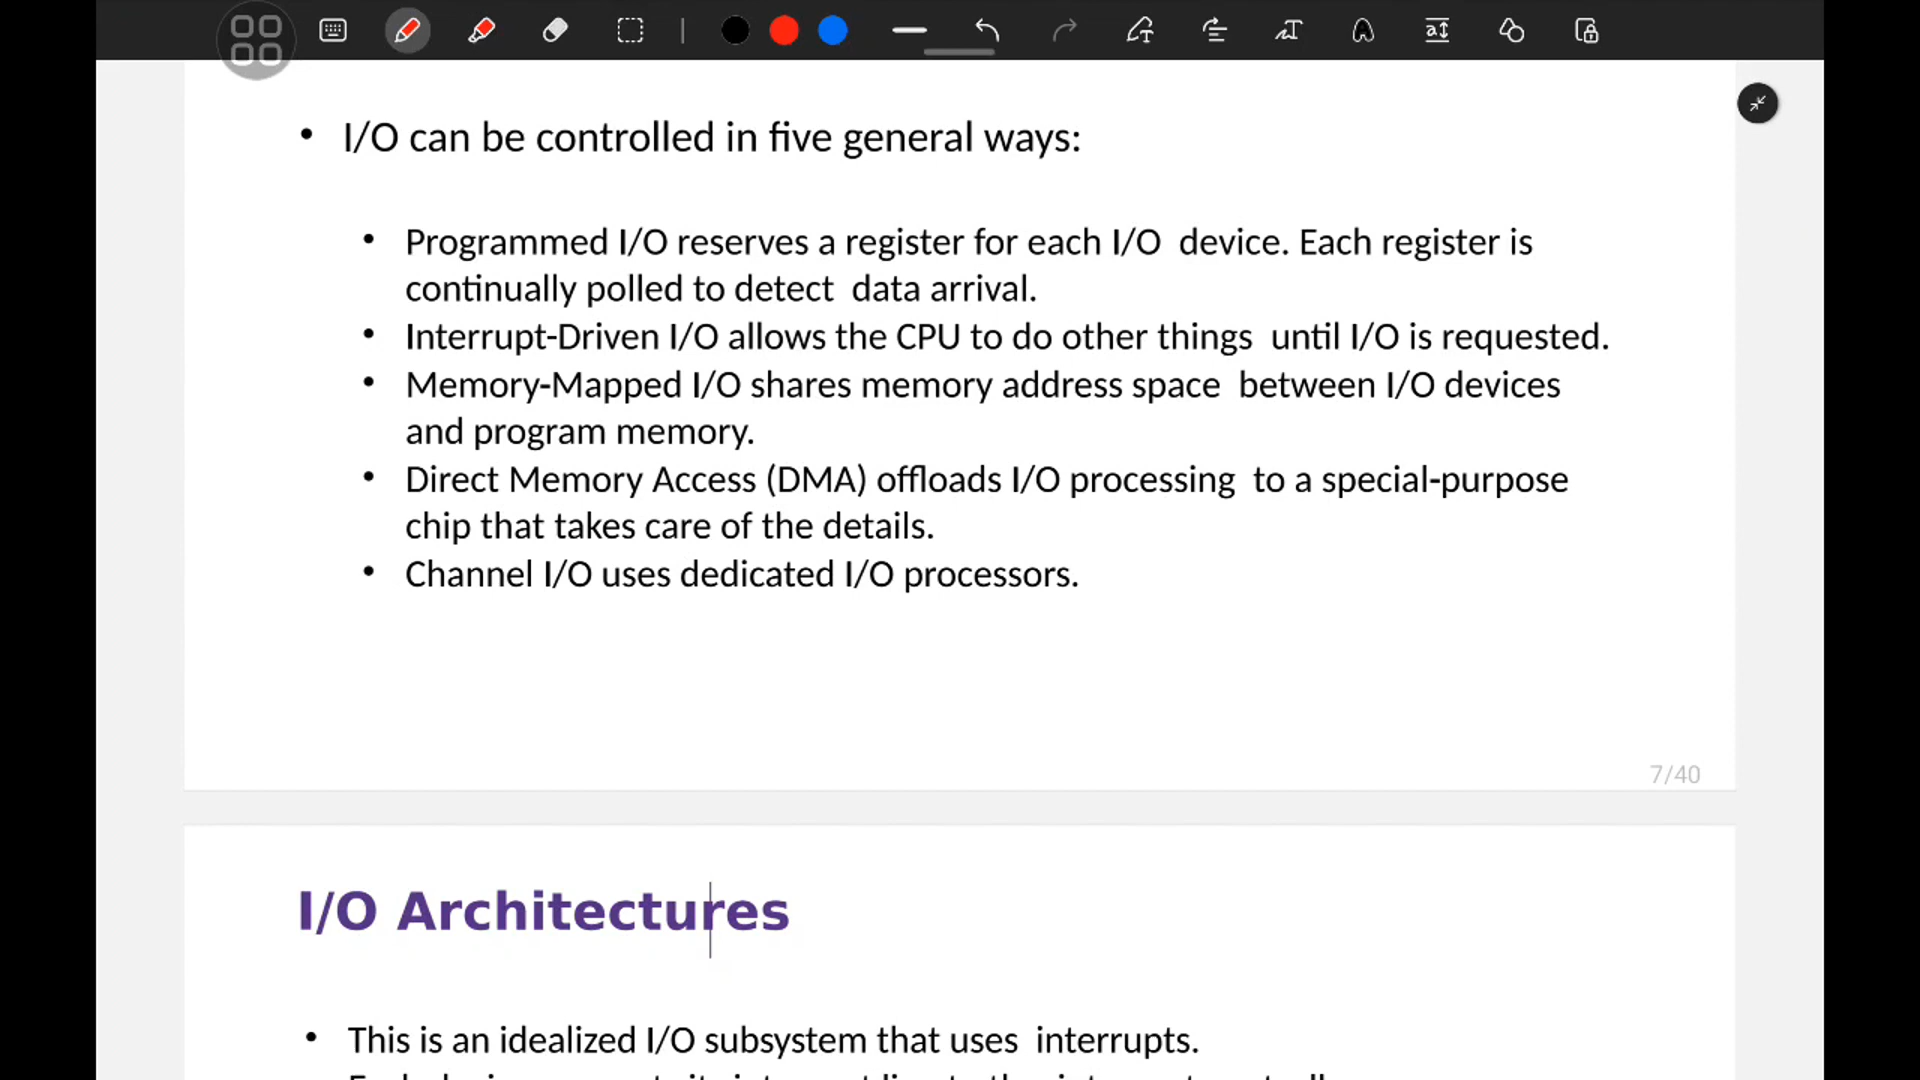 • I/O can be controlled in five general ways:
• Programmed I/O reserves a register for each I/O device. Each register is
continually polled to detect data arrival.
• Interrupt-Driven I/O allows the CPU to do other things until I/O is requested.
• Memory-Mapped I/O shares memory address space between I/O devices
and program memory.
• Direct Memory Access (DMA) offloads I/O processing to a special-purpose
chip that takes care of the details.
• Channel I/O uses dedicated I/O processors.
7/40
I/O Architectures
• This is an idealized I/O subsystem that uses interrupts.